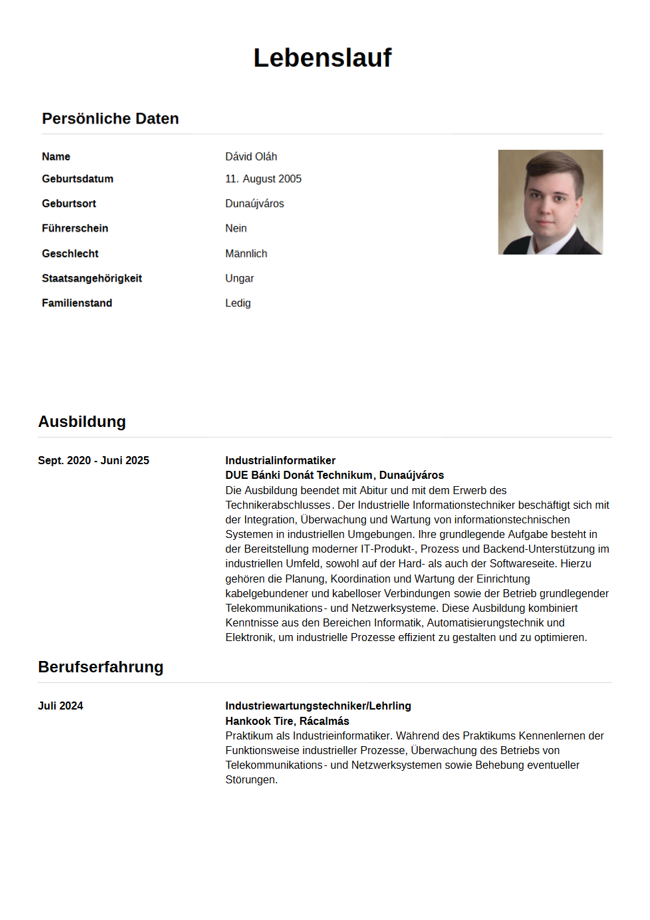 Lebenslauf
Persönliche Daten
Name Dávid Oláh
Geburtsdatum 11. August 2005
Geburtsort Dunaújváros
Führerschein Nein
Geschlecht Männlich
Staatsangehörigkeit Ungar
Familienstand Ledig
Ausbildung
Sept. 2020 - Juni 2025 Industrialinformatiker
DUE Bánki Donát Technikum, Dunaújváros
Die Ausbildung beendet mit Abitur und mit dem Erwerb des
Technikerabschlusses. Der Industrielle Informationstechniker beschäftigt sich mit
der Integration, Überwachung und Wartung von informationstechnischen
Systemen in industriellen Umgebungen. Ihre grundlegende Aufgabe besteht in
der Bereitstellung moderner IT-Produkt-, Prozess und Backend-Unterstützung im
industriellen Umfeld, sowohl auf der Hard- als auch der Softwareseite. Hierzu
gehören die Planung, Koordination und Wartung der Einrichtung
kabelgebundener und kabelloser Verbindungen sowie der Betrieb grundlegender
Telekommunikations- und Netzwerksysteme. Diese Ausbildung kombiniert
Kenntnisse aus den Bereichen Informatik, Automatisierungstechnik und
Elektronik, um industrielle Prozesse effizient zu gestalten und zu optimieren.
Berufserfahrung
Juli 2024 Industriewartungstechniker/Lehrling
Hankook Tire, Rácalmás
Praktikum als Industrieinformatiker. Während des Praktikums Kennenlernen der
Funktionsweise industrieller Prozesse, Überwachung des Betriebs von
Telekommunikations- und Netzwerksystemen sowie Behebung eventueller
Störungen.